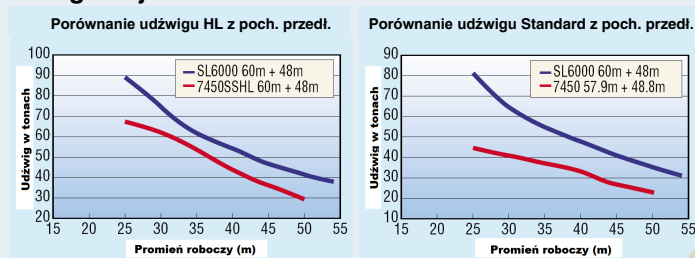 Porównanie udźwigu HL z poch. przedł.
100
90
80
70
60
50
40
30
20
Udźwig w tonach
SL6000 60m + 48m
7450SSHL 60m + 48m
15 20 25 30 35 40 45 50 55
Promień roboczy (m)
Porównanie udźwigu Standard z poch. przedł.
90
80
70
60
50
40
30
20
10
Udźwig w tonach
SL6000 60m + 48m
7450 57.9m + 48.8m
15 20 25 30 35 40 45 50 55
Promień roboczy (m)